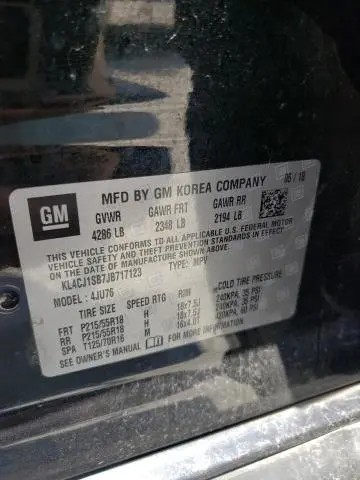 GM
MFD BY GM KOREA COMPANY 06 / 18
GVWR GAWR FRT GAWR RR
4286 LB 2348 LB 2194 LB
THIS VEHICLE CONFORMS TO ALL APPLICABLE U.S. FEDERAL MOTOR
VEHICLE SAFETY AND THEFT PREVENTION STANDARDS IN EFFECT
ON THE DATE OF MANUFACTURE SHOWN ABOVE.
KLACJ1SB7JB717123 TYPE: MPV
MODEL: 4JU76
TIRE SIZE SPEED RTG RIM COLD TIRE PRESSURE
FRT P215/55R18 H 18x7.5J 240KPA, 35 PSI
RR P215/55R18 H 18x7.5J 240KPA, 35 PSI
SPA T125/70R16 M 16x4.0T 420KPA, 60 PSI
SEE OWNER'S MANUAL FOR MORE INFORMATION